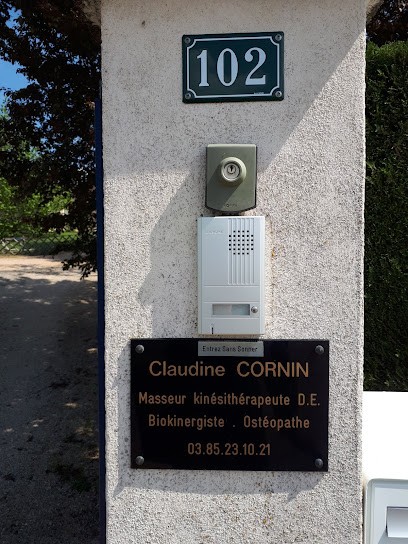 102
Entrez Sans Sonner
Claudine CORNIN
Masseur kinésithérapeute D.E.
Biokinergiste . Ostéopathe
03.85.23.10.21